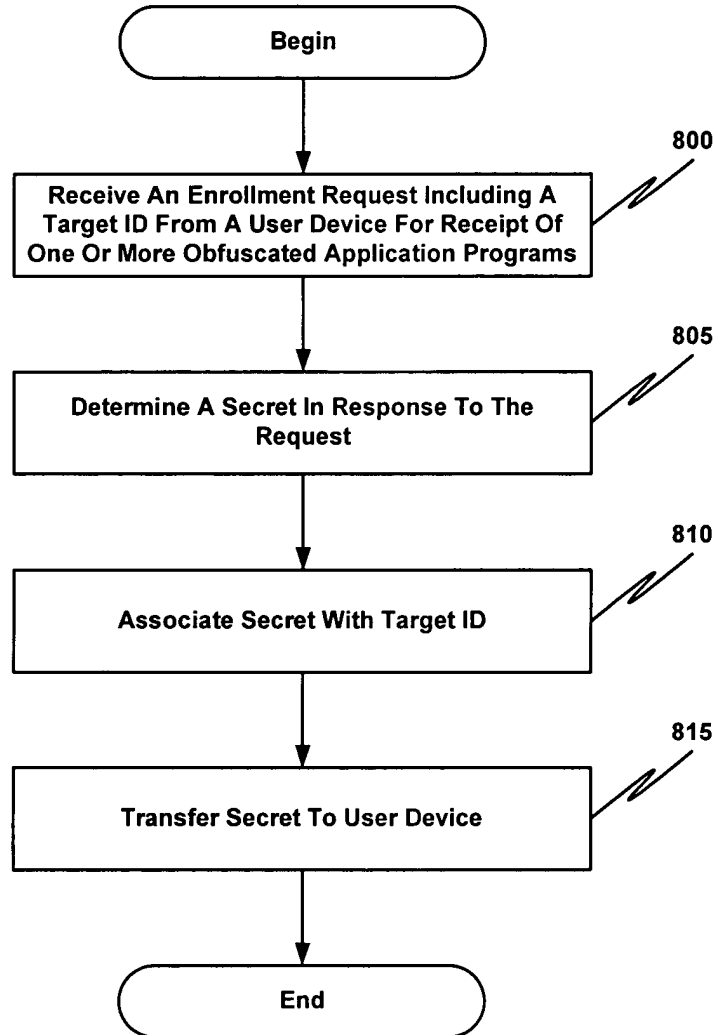 Begin
800
Receive An Enrollment Request Including A
Target ID From A User Device For Receipt Of
One Or More Obfuscated Application Programs
805
Determine A Secret In Response To The
Request
810
Associate Secret With Target ID
815
Transfer Secret To User Device
End